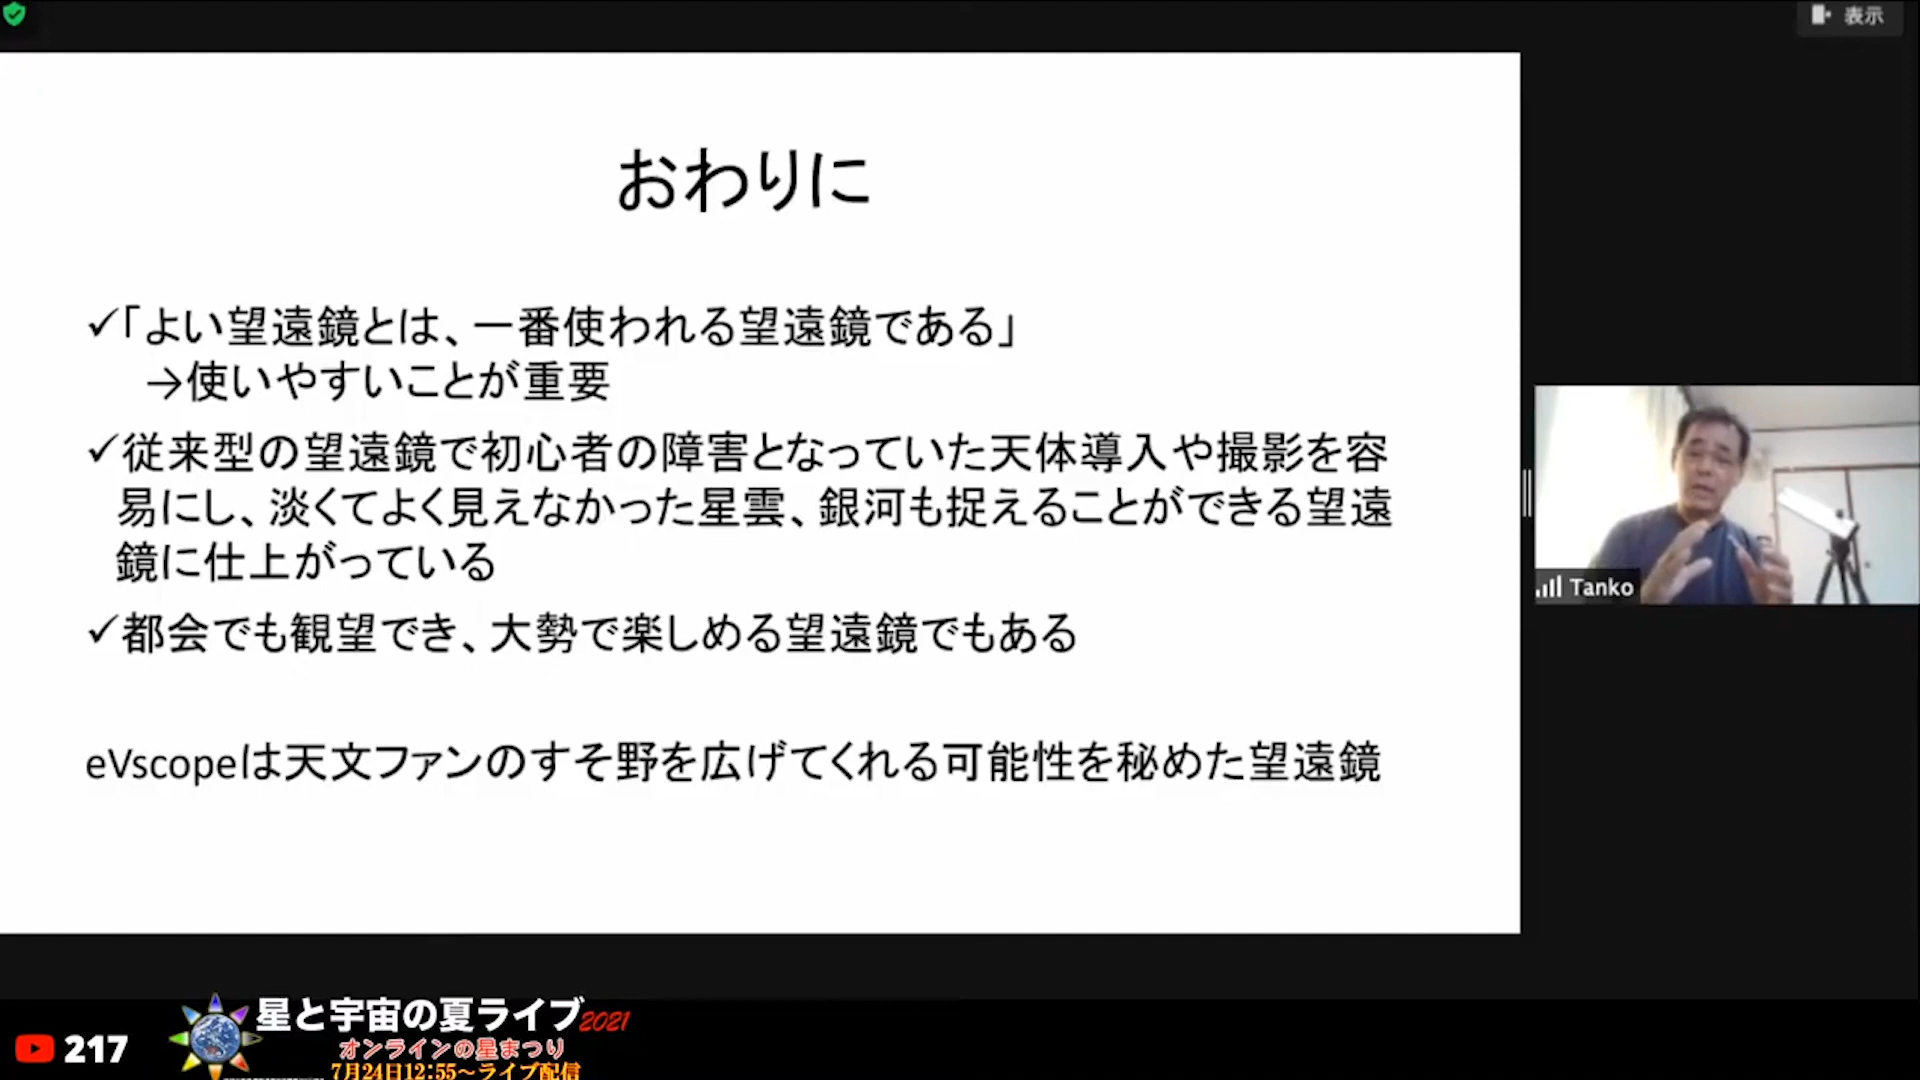 表示
おわりに
✓「よい望遠鏡とは、一番使われる望遠鏡である」
→使いやすいことが重要
✓従来型の望遠鏡で初心者の障害となっていた天体導入や撮影を容
易にし、淡くてよく見えなかった星雲、銀河も捉えることができる望遠
鏡に仕上がっている
✓都会でも観望でき、大勢で楽しめる望遠鏡でもある
eVscopeは天文ファンのすそ野を広げてくれる可能性を秘めた望遠鏡
Tanko
217
星と宇宙の夏ライブ2021
オンラインの星まつり
7月24日12:55～ライブ配信